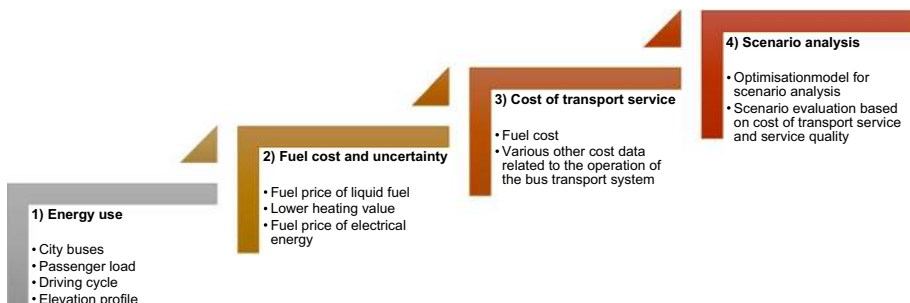 1) Energy use
• City buses
• Passenger load
• Driving cycle
• Elevation profile
2) Fuel cost and uncertainty
• Fuel price of liquid fuel
• Lower heating value
• Fuel price of electrical
energy
3) Cost of transport service
• Fuel cost
• Various other cost data
related to the operation of
the bus transport system
4) Scenario analysis
• Optimisationmodel for
scenario analysis
• Scenario evaluation based
on cost of transport service
and service quality